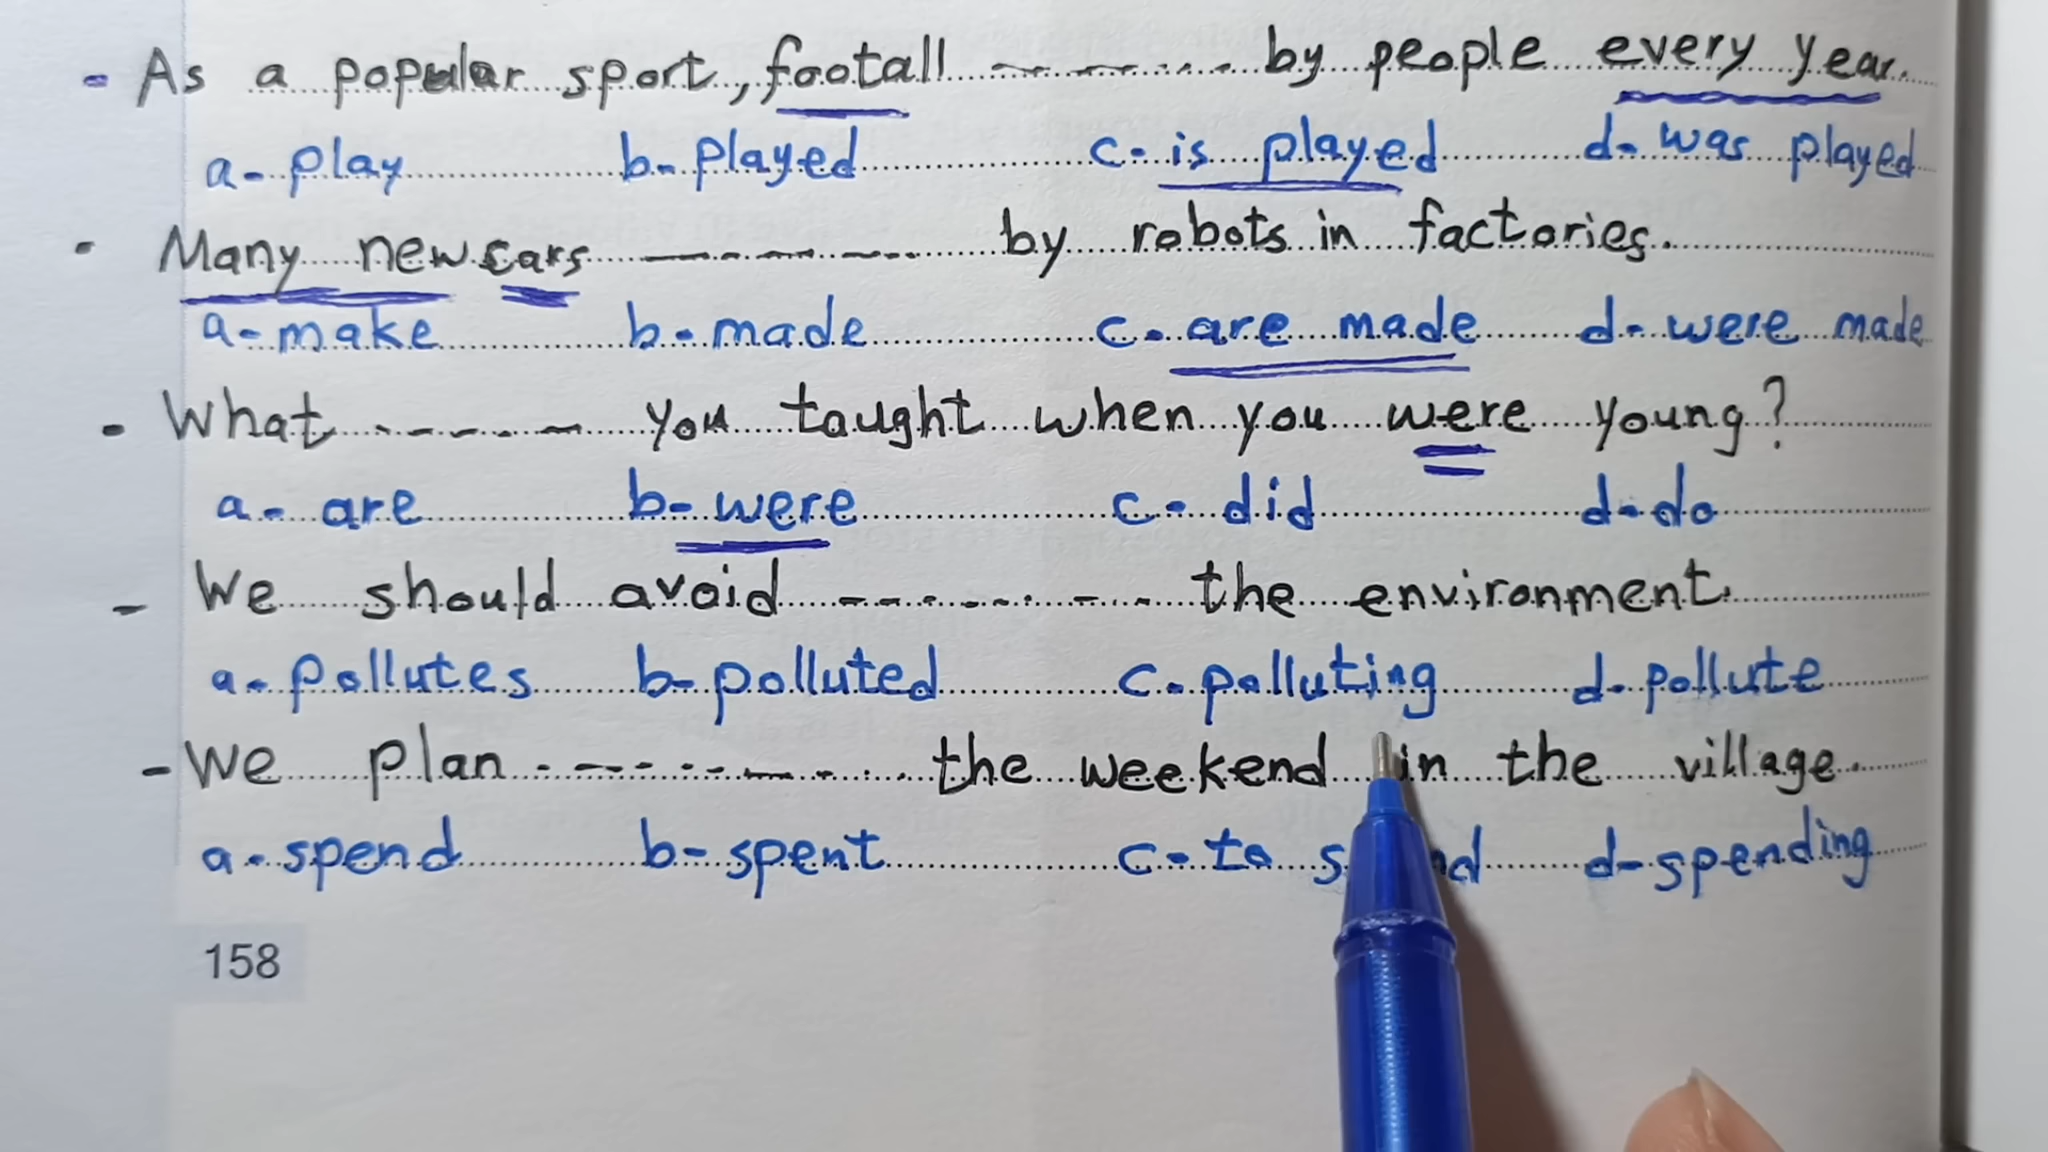 - As a popular sport, footall ---------- by people every year.
a- play b- played c- is played d- was played
- Many new cars ---------- by robots in factories.
a- make b- made c- are made d- were made
- What ------ you taught when you were young?
a- are b- were c- did d- do
- We should avoid ---------- the environment.
a- pollutes b- polluted c- polluting d- pollute
- We plan ---------- the weekend in the village.
a- spend b- spent c- to d- spending
158